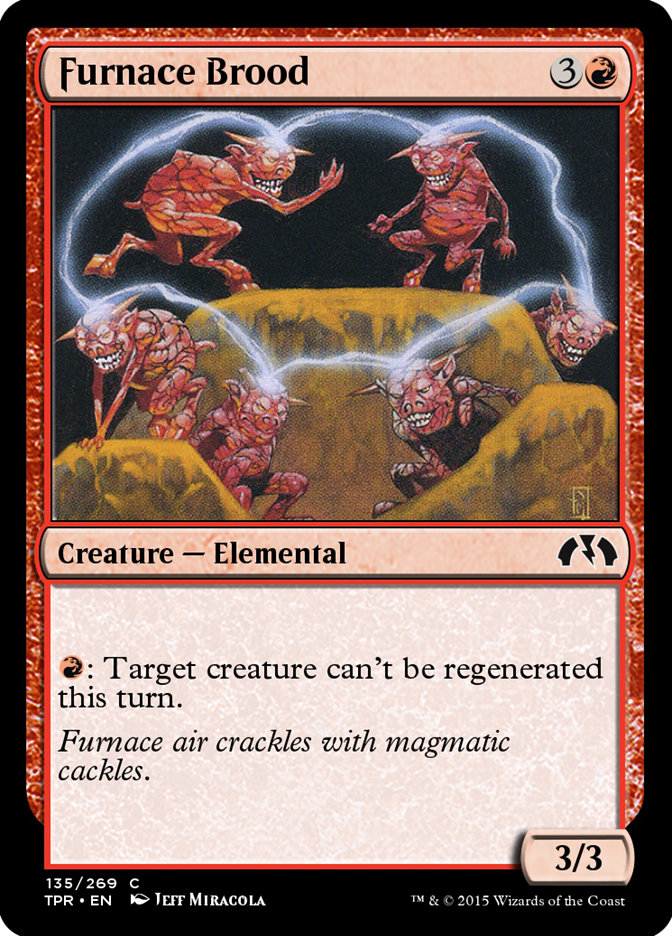 Furnace Brood 3
Creature — Elemental
: Target creature can't be regenerated
this turn.
Furnace air crackles with magmatic
cackles.
3/3
135/269 C
TPR • EN Jeff Miracola ™ & © 2015 Wizards of the Coast